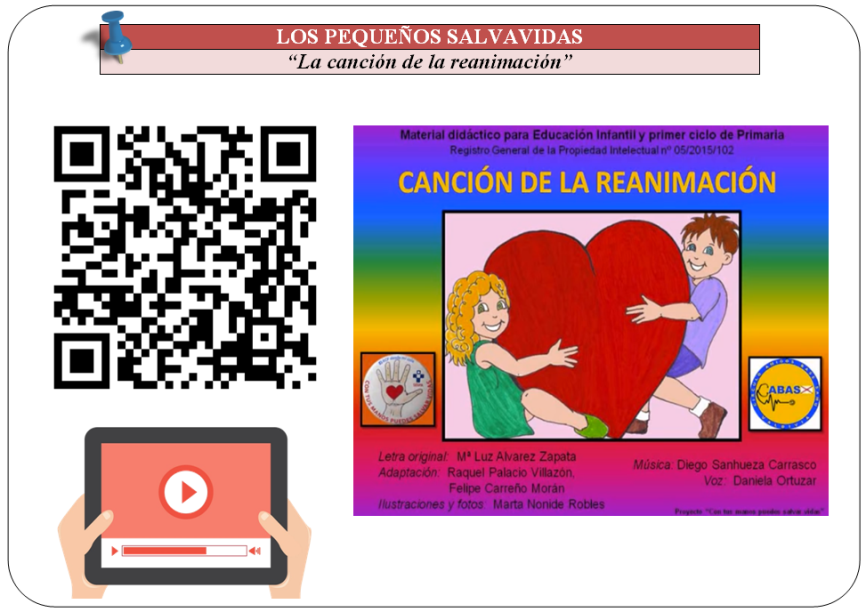 LOS PEQUEÑOS SALVAVIDAS
“La canción de la reanimación”
Material didáctico para Educación Infantil y primer ciclo de Primaria
Registro General de la Propiedad Intelectual nº 05/2015/102
CANCIÓN DE LA REANIMACIÓN
CABAS
Letra original: Mª Luz Alvarez Zapata
Adaptación: Raquel Palacio Villazón,
Felipe Carreño Morán
Ilustraciones y fotos: Marta Nonide Robles
Música: Diego Sanhueza Carrasco
Voz: Daniela Ortuzar
Proyecto "Con tus manos puedes salvar vidas"